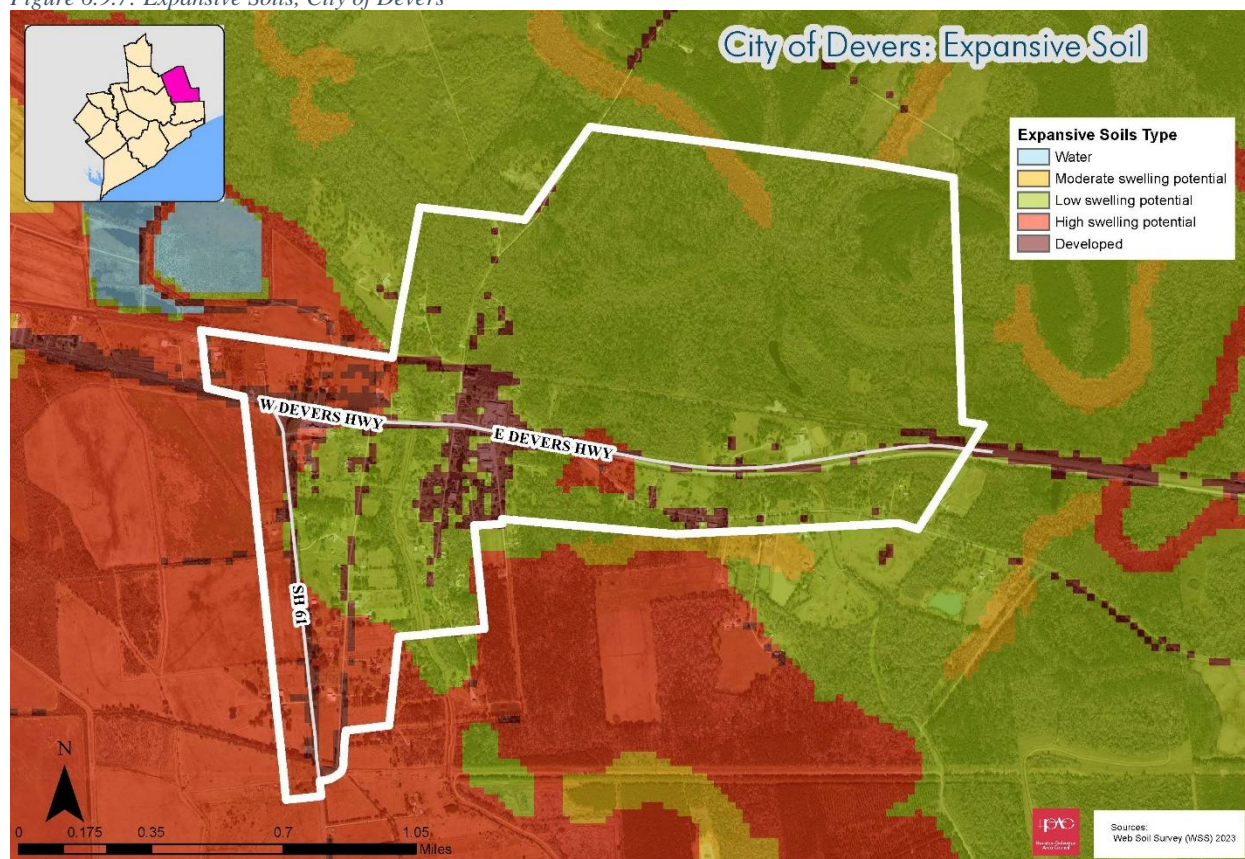 Figure 6.9.7: Expansive Soils, City of Devers
City of Devers: Expansive Soil
Expansive Soils Type
Water
Moderate swelling potential
Low swelling potential
High swelling potential
Developed
W DEVERS HWY
E DEVERS HWY
SH 61
N
0 0.175 0.35 0.7 1.05
Miles
Sources:
Web Soil Survey (WSS) 2023